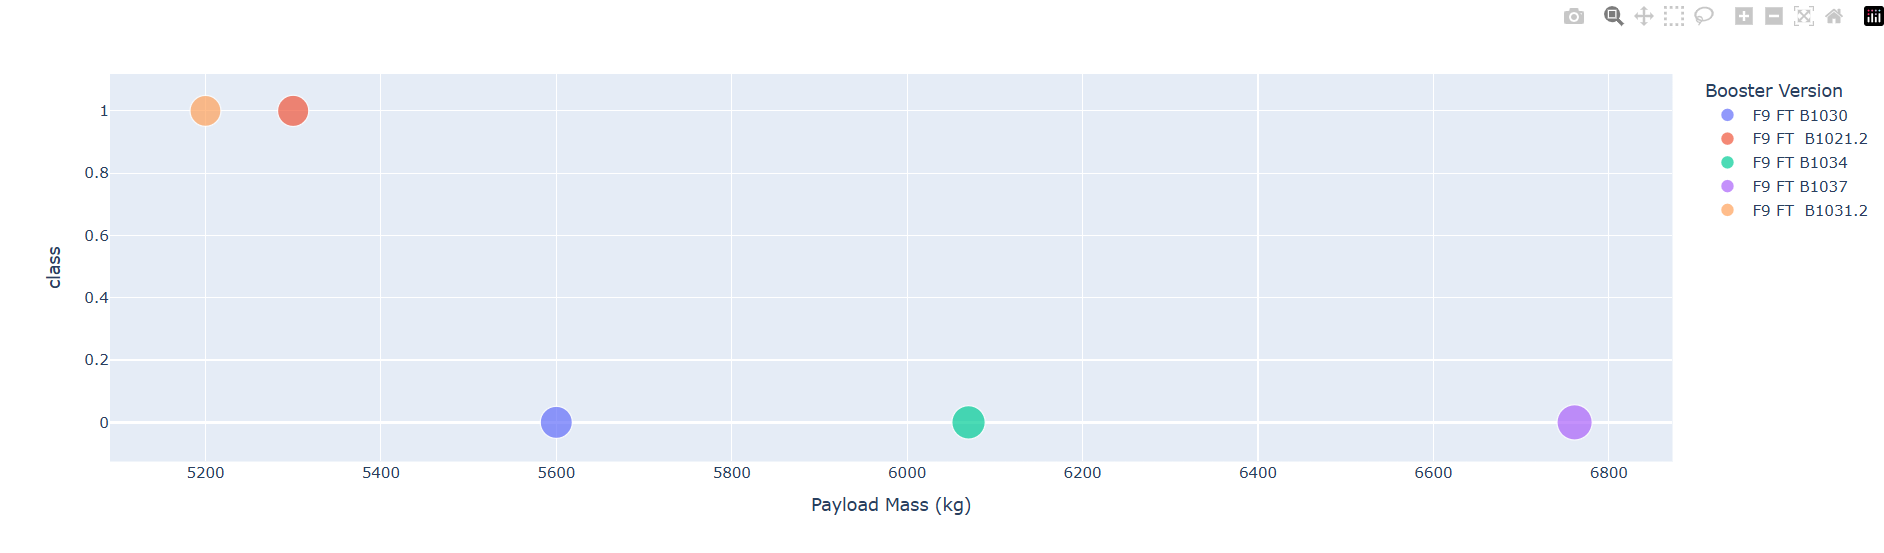 Booster Version
F9 FT B1030
F9 FT  B1021.2
F9 FT B1034
F9 FT B1037
F9 FT  B1031.2
1
0.8
0.6
0.4
0.2
0
class
5200 5400 5600 5800 6000 6200 6400 6600 6800
Payload Mass (kg)